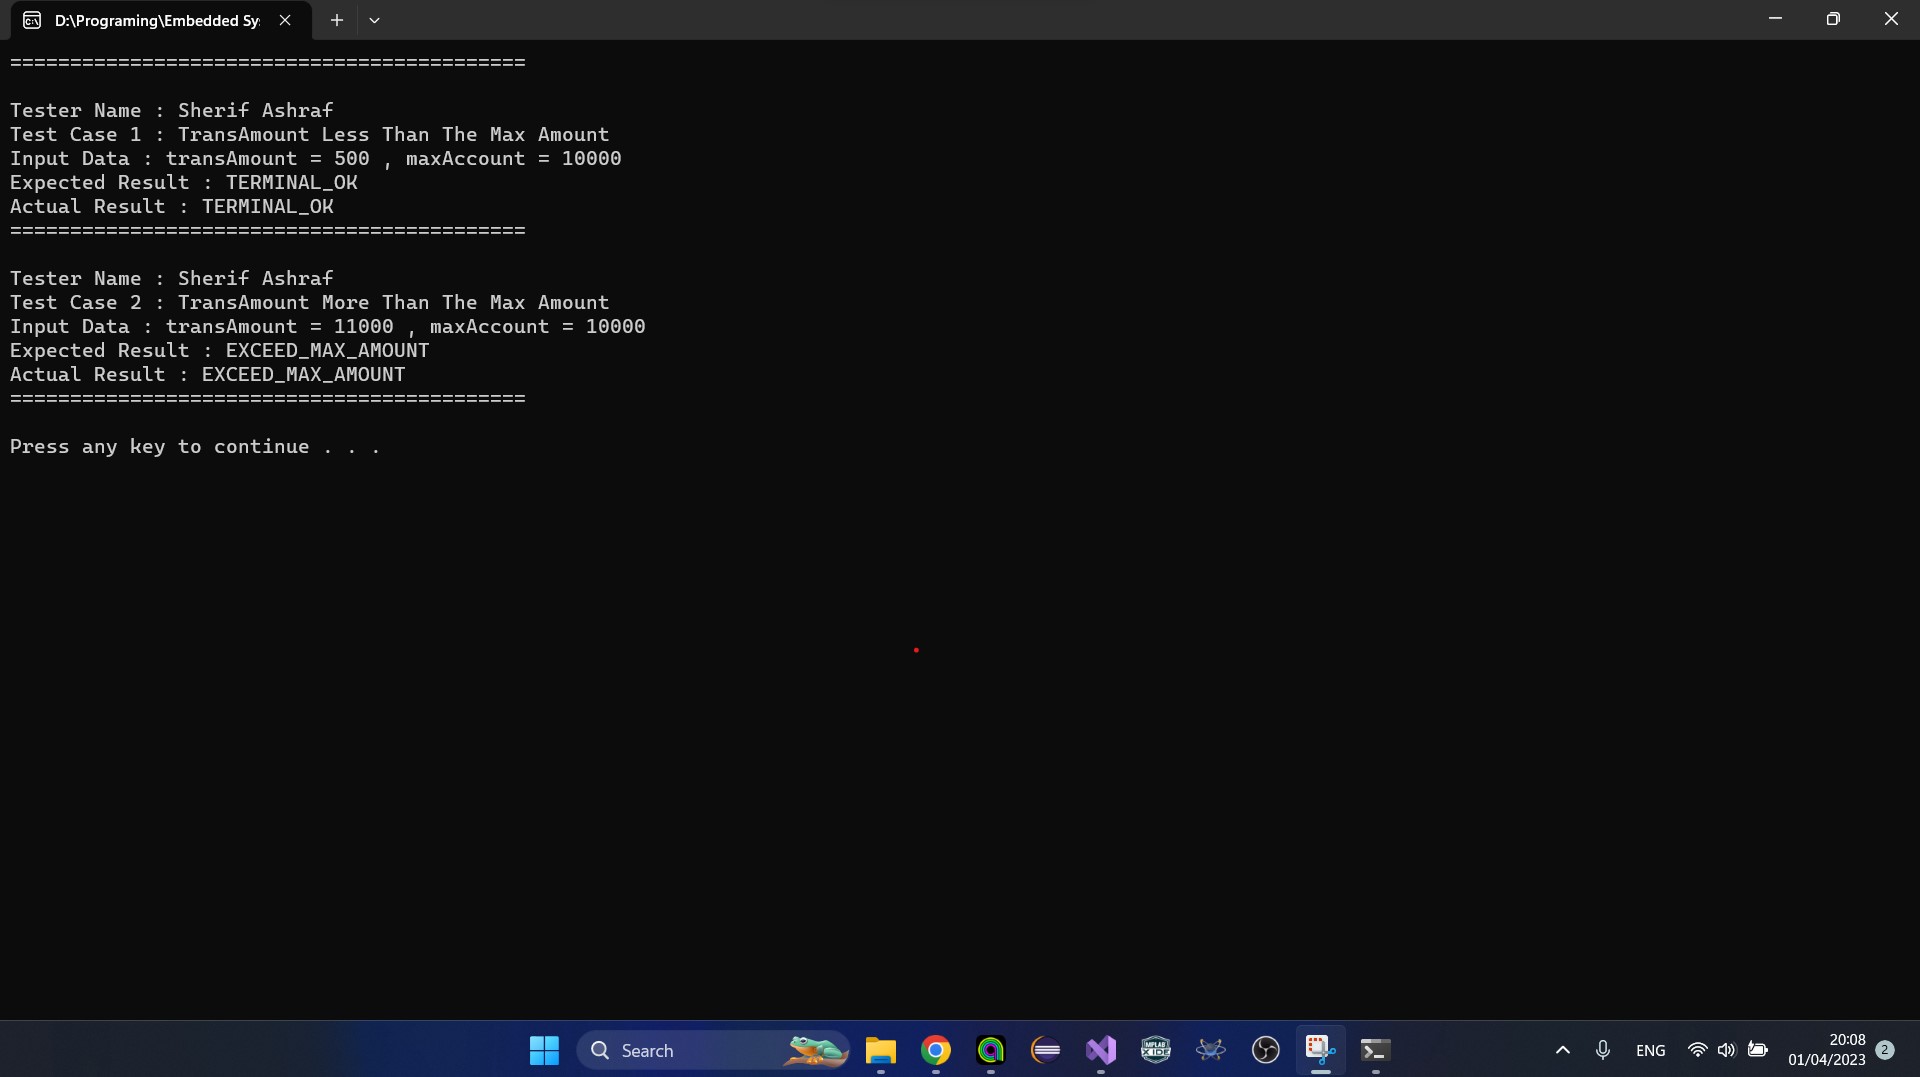 D:\Programing\Embedded Sy
===========================================
Tester Name : Sherif Ashraf
Test Case 1 : TransAmount Less Than The Max Amount
Input Data : transAmount = 500 , maxAccount = 10000
Expected Result : TERMINAL_OK
Actual Result : TERMINAL_OK
===========================================
Tester Name : Sherif Ashraf
Test Case 2 : TransAmount More Than The Max Amount
Input Data : transAmount = 11000 , maxAccount = 10000
Expected Result : EXCEED_MAX_AMOUNT
Actual Result : EXCEED_MAX_AMOUNT
===========================================
Press any key to continue . . .
Search
MPLAB
X IDE
ENG
20:08
01/04/2023
2